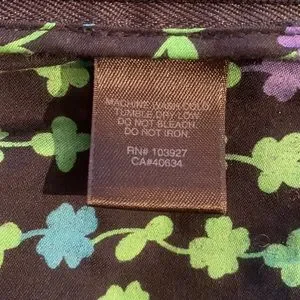 MACHINE WASH COLD.
TUMBLE DRY LOW.
DO NOT BLEACH.
DO NOT IRON.
RN# 103927
CA#40634